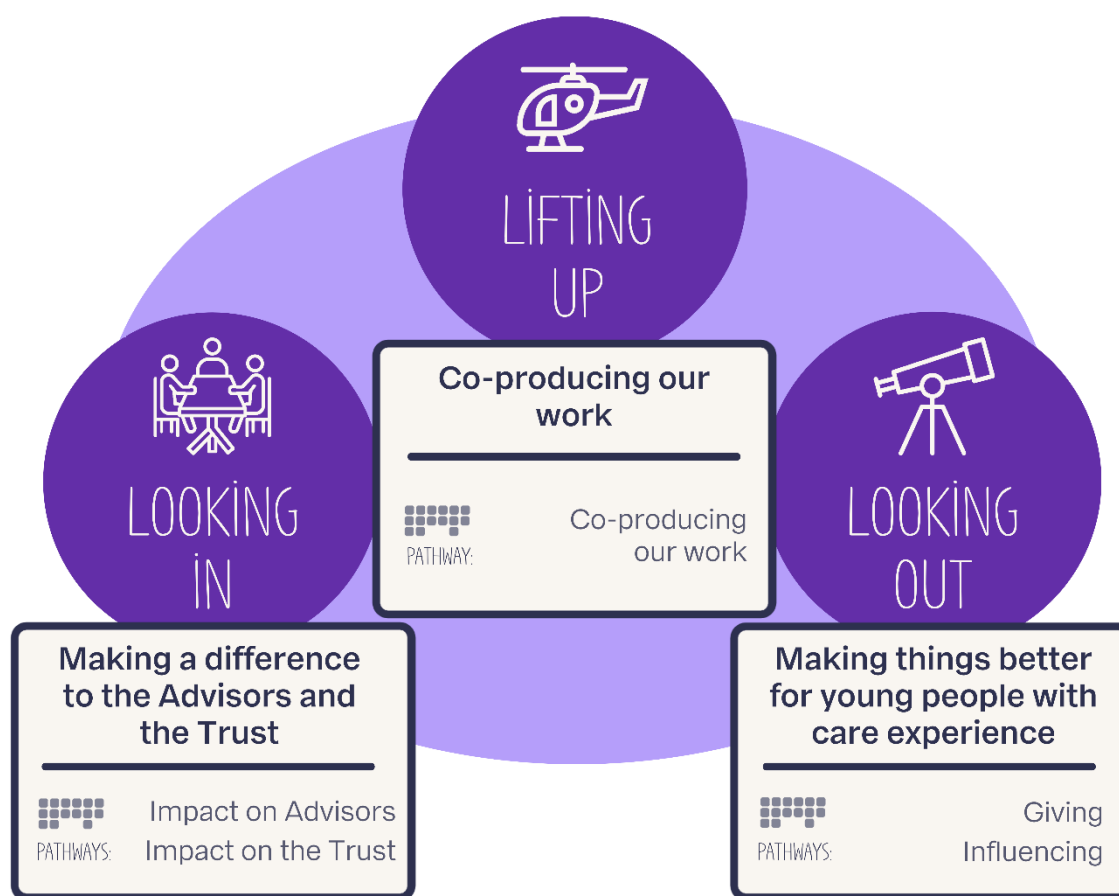 LIFTING
UP
Co-producing our
work
PATHWAY:
Co-producing
our work
LOOKING
IN
Making a difference
to the Advisors and
the Trust
PATHWAYS:
Impact on Advisors
Impact on the Trust
LOOKING
OUT
Making things better
for young people with
care experience
PATHWAYS:
Giving
Influencing